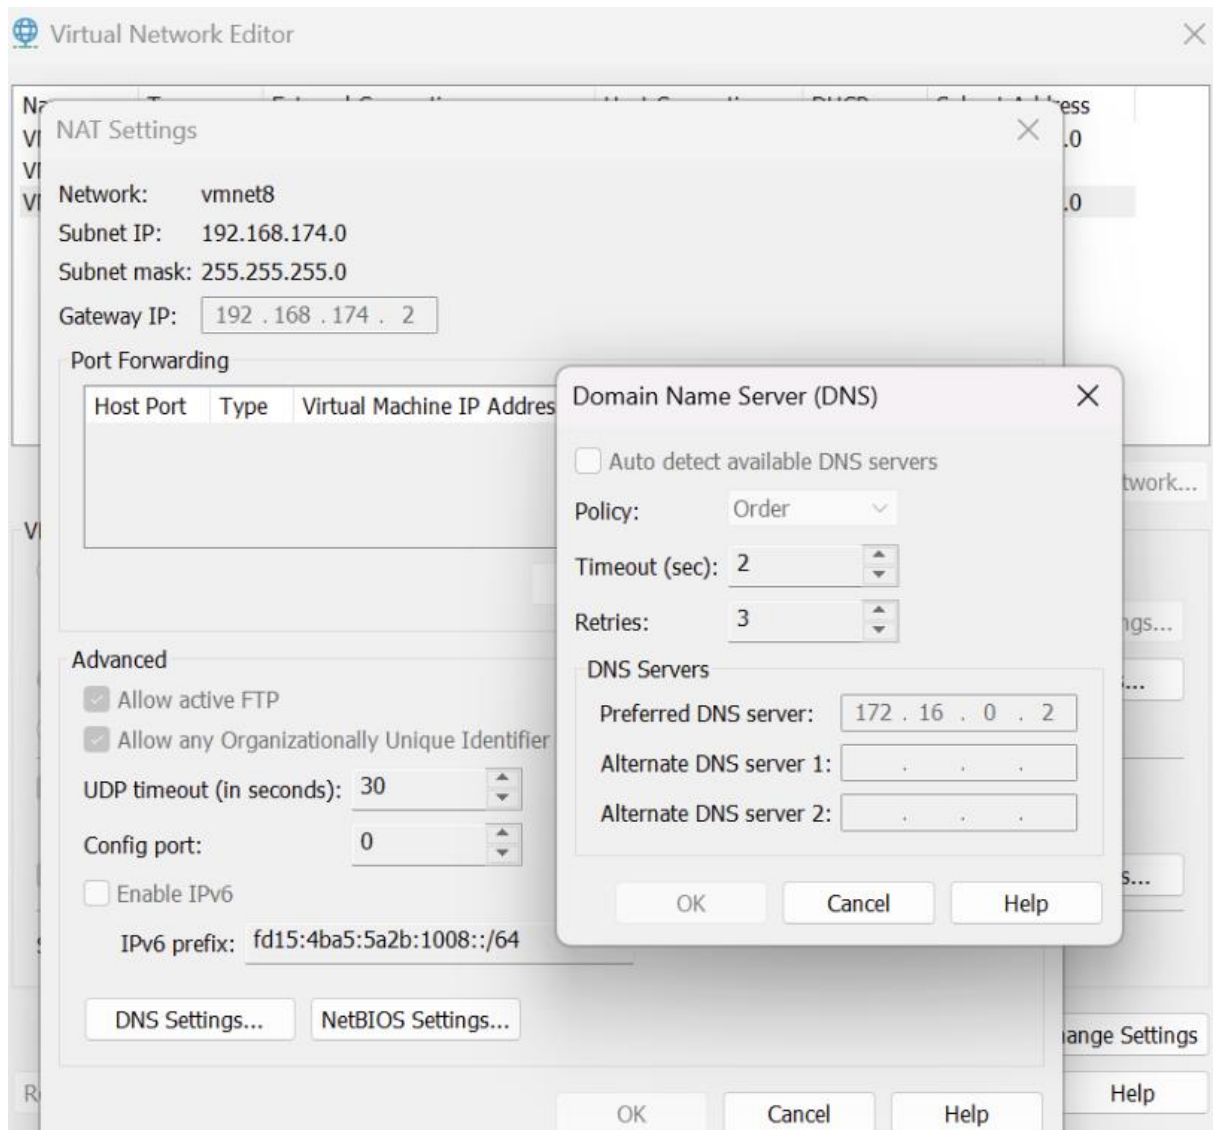 Virtual Network Editor
ess
NAT Settings
.0
Network: vmnet8
.0
Subnet IP: 192.168.174.0
Subnet mask: 255.255.255.0
Gateway IP: 192 . 168 . 174 . 2
Port Forwarding
Host Port Type Virtual Machine IP Addres
Domain Name Server (DNS)
Auto detect available DNS servers
twork...
Policy: Order
Timeout (sec): 2
Retries: 3
ngs...
DNS Servers
Preferred DNS server: 172 . 16 . 0 . 2
Alternate DNS server 1: . . .
Alternate DNS server 2: . . .
OK Cancel Help
s...
Advanced
Allow active FTP
Allow any Organizationally Unique Identifier
UDP timeout (in seconds): 30
Config port: 0
Enable IPv6
IPv6 prefix: fd15:4ba5:5a2b:1008::/64
DNS Settings... NetBIOS Settings...
ange Settings
OK Cancel Help
Help